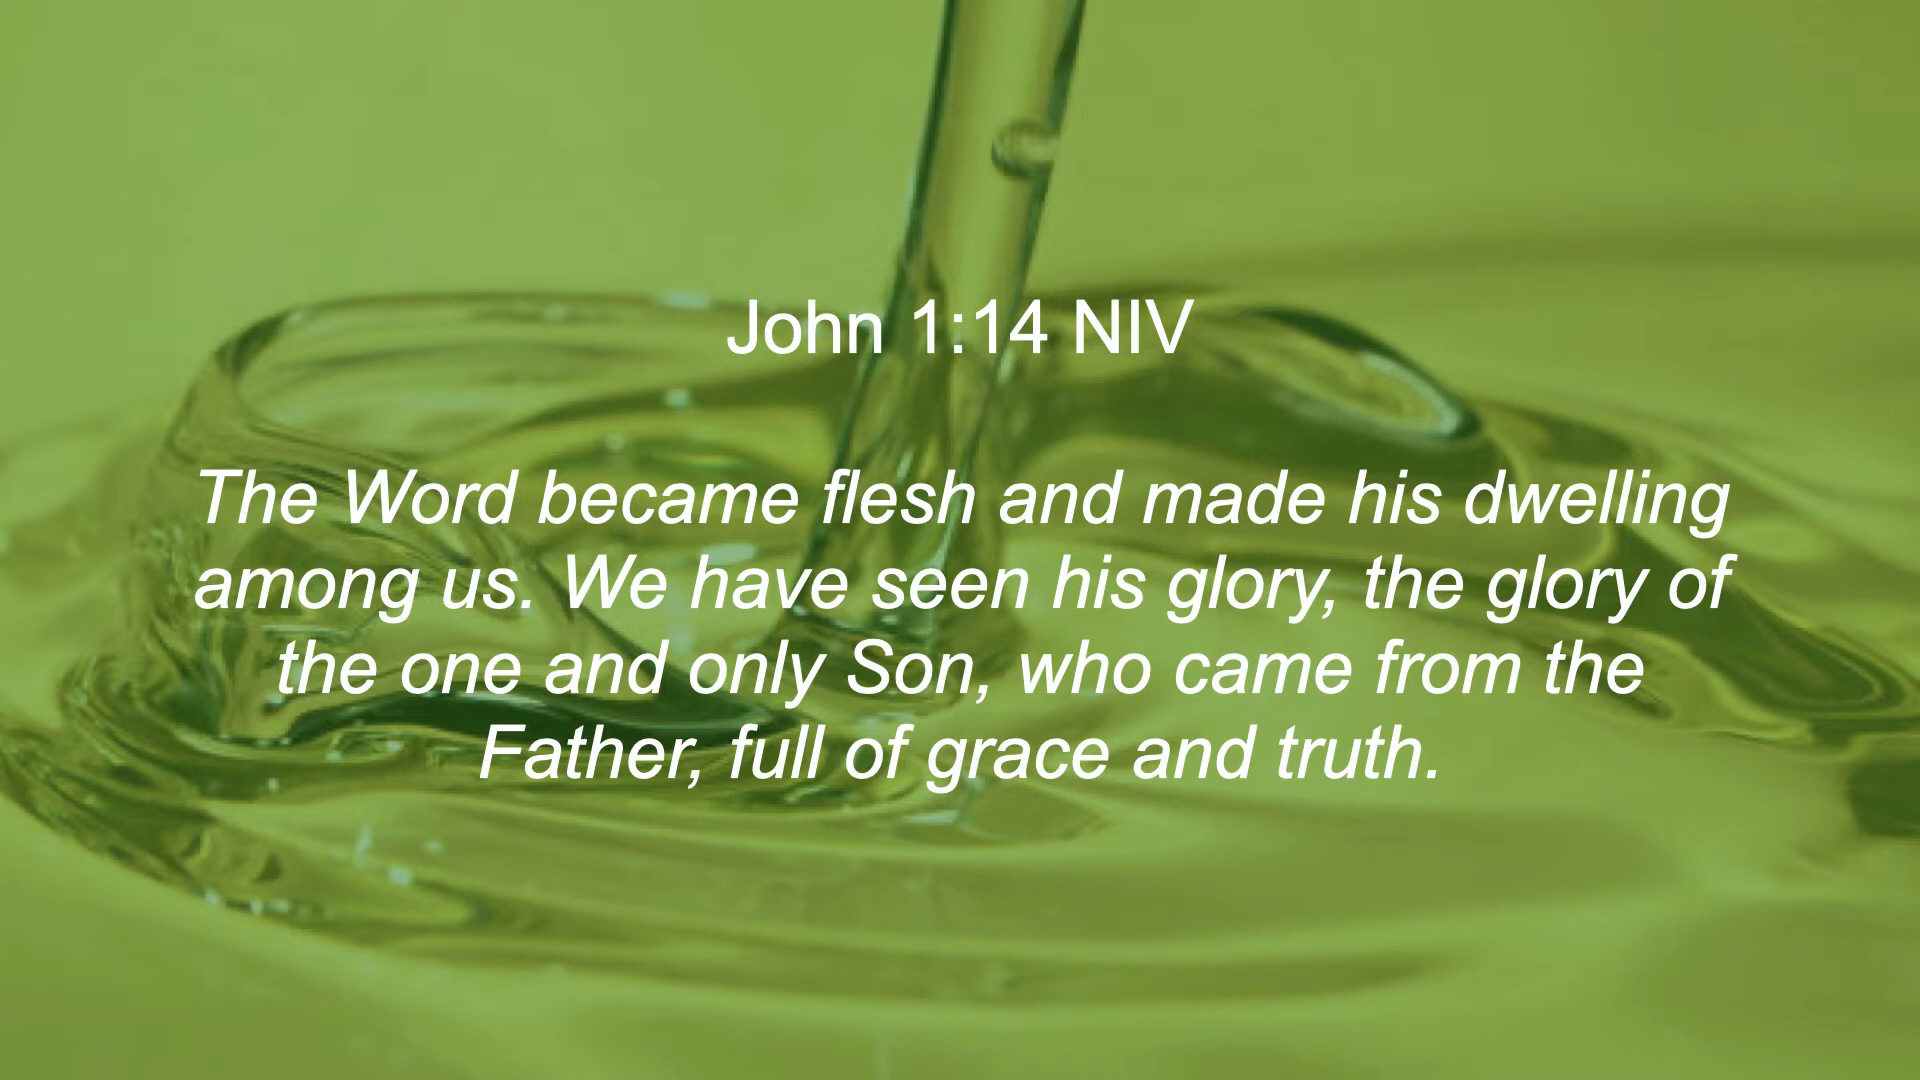 John 1:14 NIV
The Word became flesh and made his dwelling
among us. We have seen his glory, the glory of
the one and only Son, who came from the
Father, full of grace and truth.